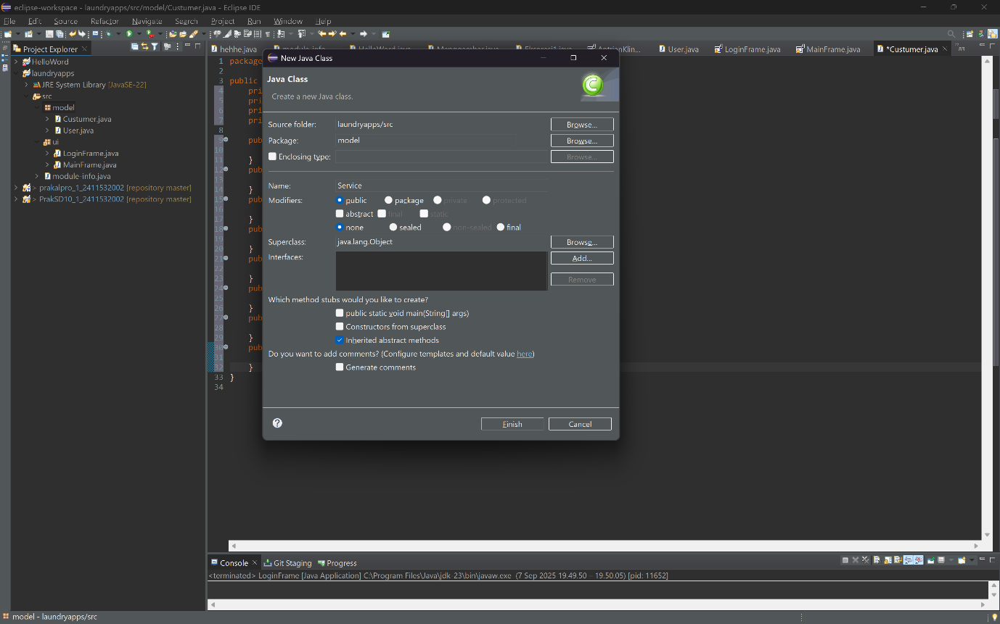 eclipse-workspace - laundryapps/src/model/Custumer.java - Eclipse IDE
File Edit Source Refactor Navigate Search Project Run Window Help
Project Explorer
HelloWord
laundryapps
JRE System Library [JavaSE-22]
src
model
Custumer.java
User.java
ui
LoginFrame.java
MainFrame.java
module-info.java
> prakalpro_1_2411532002 [repository master]
> PrakSD10_1_2411532002 [repository master]
hehhe.java module-info... HelloWord.java Eksprasi1.java AntrianKlin... User.java LoginFrame.java MainFrame.java *Custumer.java 83
1 package
2
3 public
4 pri
5 pri
6 pri
7 pri
8
9 pub
10
11 }
12 pub
13
14 }
15 pub
16
17 }
18 pub
19
20 }
21 pub
22
23 }
24 pub
25
26 }
27 pub
28
29 }
30 pub
31
32 }
33 }
34
New Java Class
Java Class
Create a new Java class.
Source folder: laundryapps/src Browse...
Package: model Browse...
Enclosing type: Browse...
Name: Service
Modifiers: public package private protected
abstract final static
none sealed non-sealed final
Superclass: java.lang.Object Browse...
Interfaces: Add...
Remove
Which method stubs would you like to create?
public static void main(String[] args)
Constructors from superclass
Inherited abstract methods
Do you want to add comments? (Configure templates and default value here)
Generate comments
Finish Cancel
Console Git Staging Progress
<terminated> LoginFrame [Java Application] C:\Program Files\Java\jdk-23\bin\javaw.exe (7 Sep 2025 19.49.50 – 19.50.05) [pid: 11652]
model - laundryapps/src